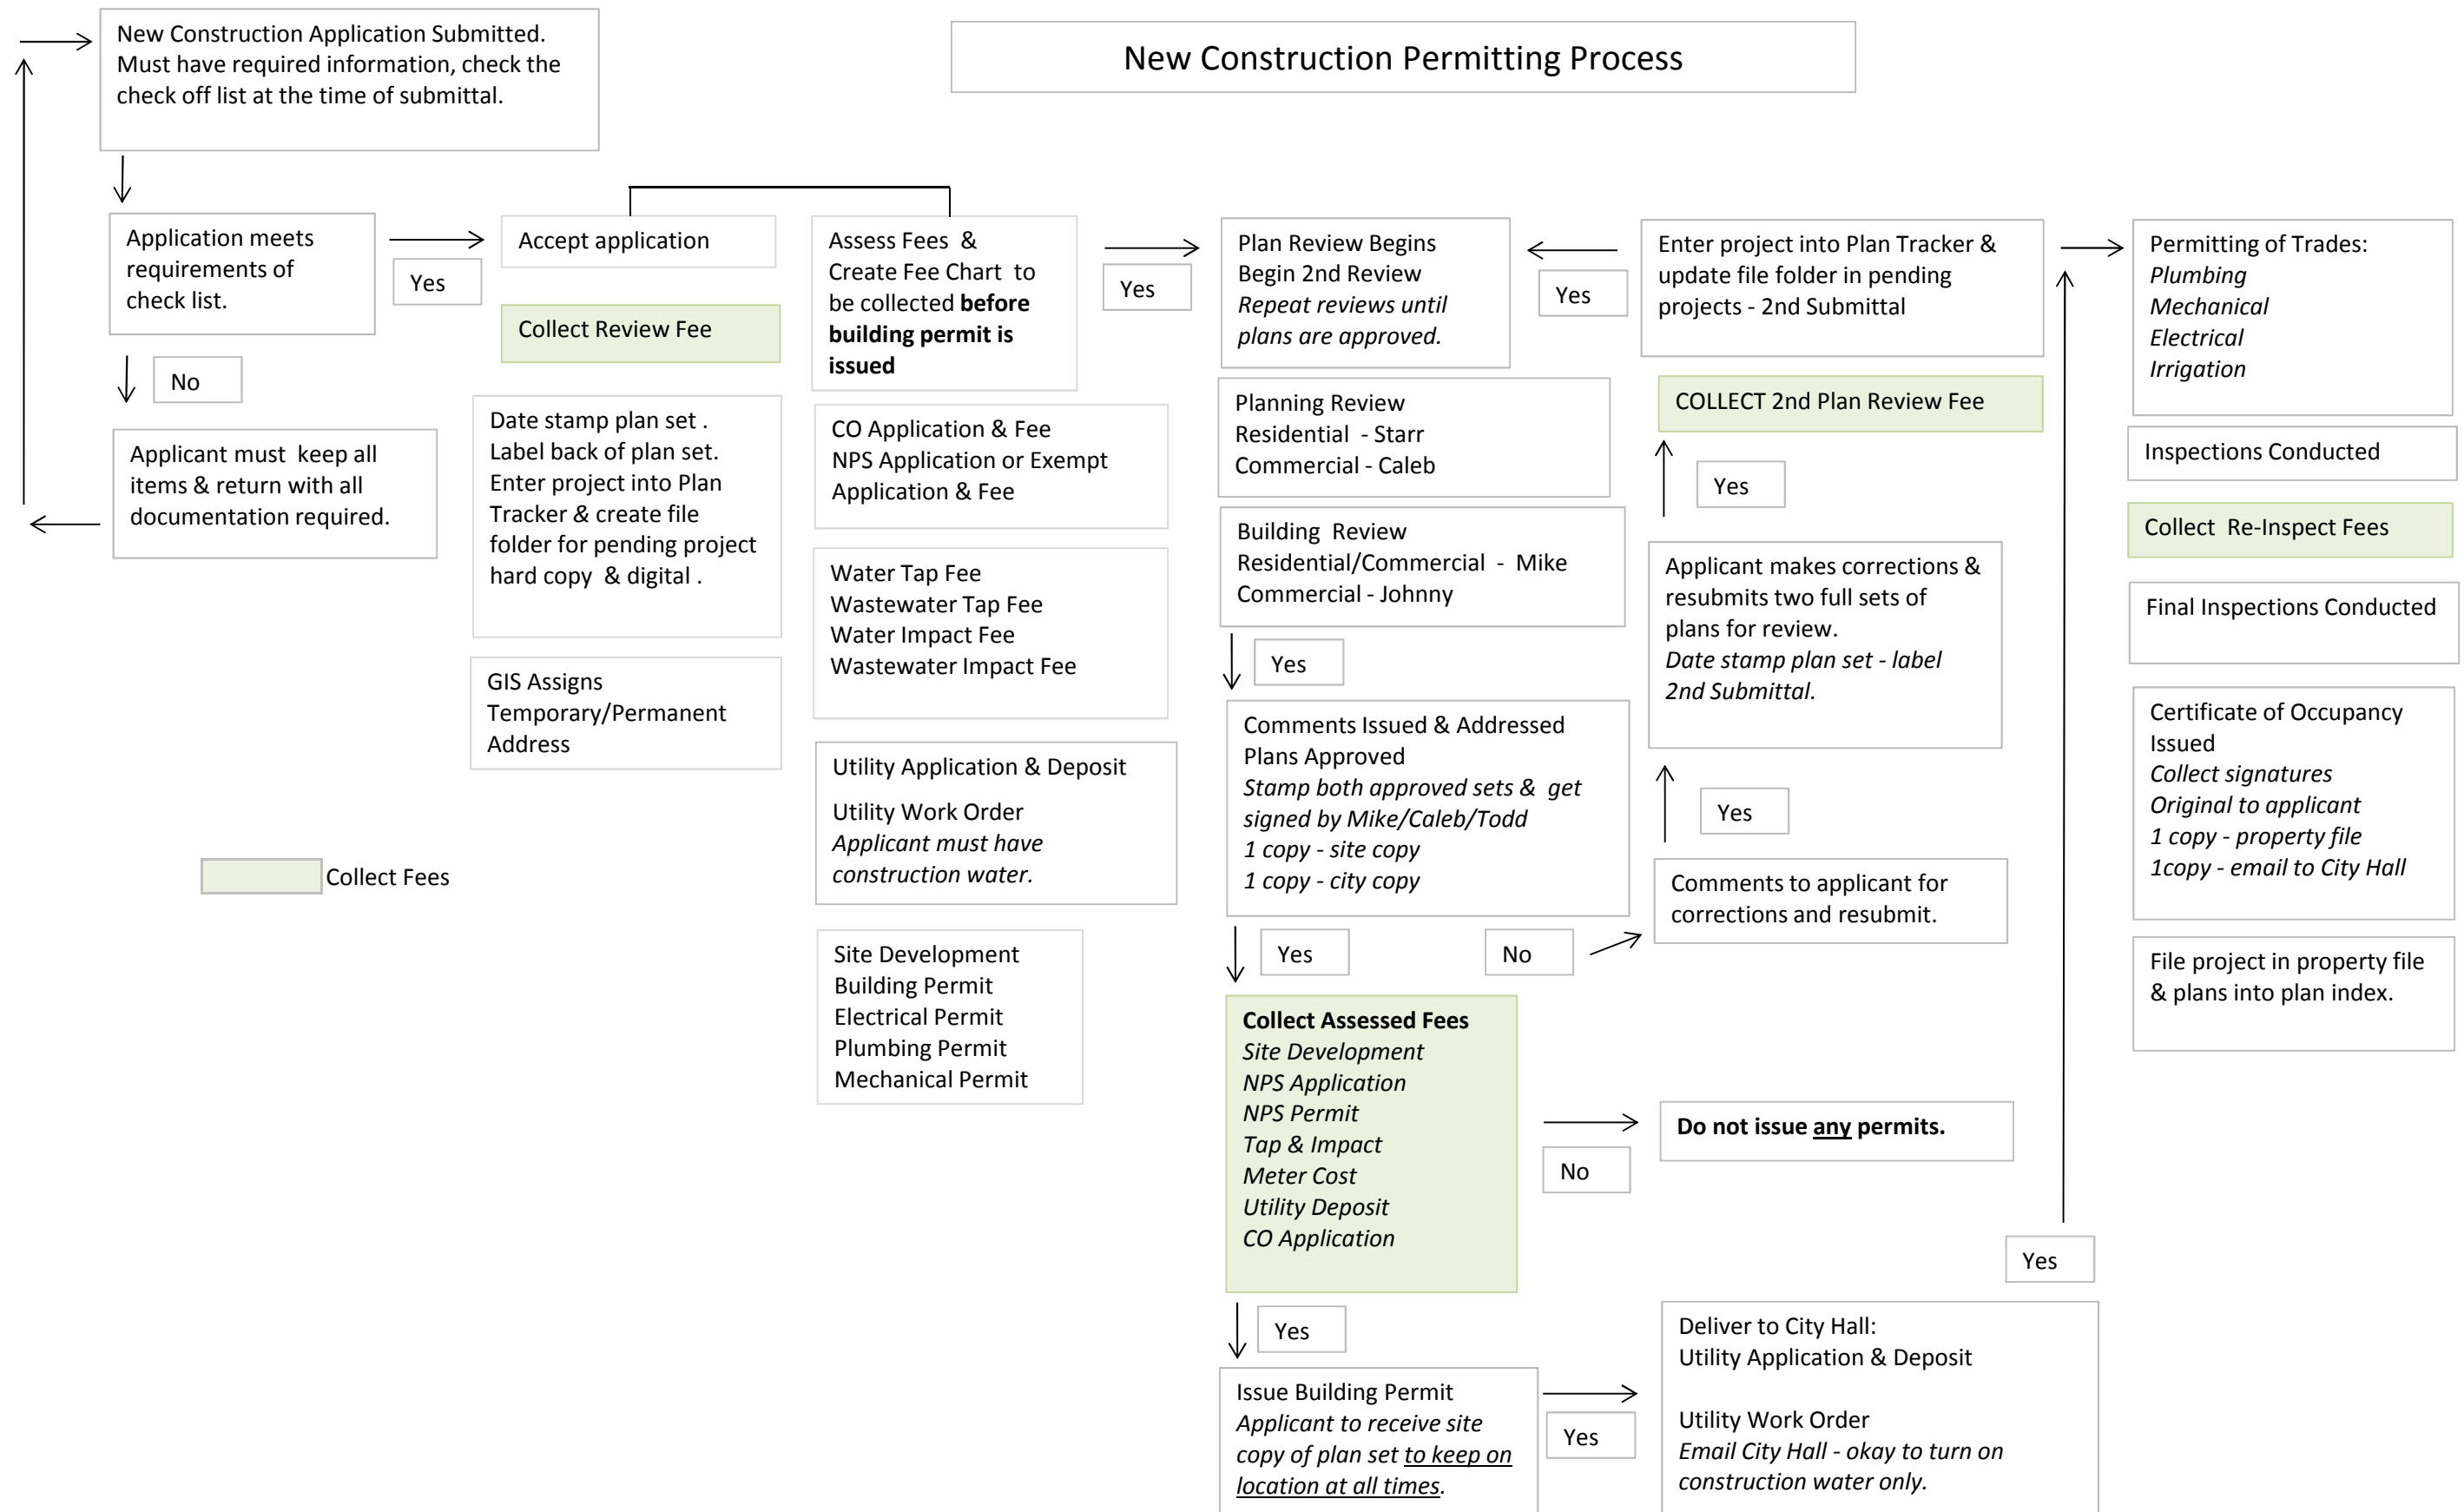 New Construction Permitting Process
New Construction Application Submitted.
Must have required information, check the
check off list at the time of submittal.
Application meets
requirements of
check list.
Yes
No
Applicant must keep all
items & return with all
documentation required.
Accept application
Collect Review Fee
Date stamp plan set .
Label back of plan set.
Enter project into Plan
Tracker & create file
folder for pending project
hard copy & digital .
GIS Assigns
Temporary/Permanent
Address
Collect Fees
Assess Fees &
Create Fee Chart to
be collected before
building permit is
issued
CO Application & Fee
NPS Application or Exempt
Application & Fee
Water Tap Fee
Wastewater Tap Fee
Water Impact Fee
Wastewater Impact Fee
Utility Application & Deposit
Utility Work Order
Applicant must have
construction water.
Site Development
Building Permit
Electrical Permit
Plumbing Permit
Mechanical Permit
Yes
Plan Review Begins
Begin 2nd Review
Repeat reviews until
plans are approved.
Planning Review
Residential - Starr
Commercial - Caleb
Building Review
Residential/Commercial - Mike
Commercial - Johnny
Yes
Comments Issued & Addressed
Plans Approved
Stamp both approved sets & get
signed by Mike/Caleb/Todd
1 copy - site copy
1 copy - city copy
Yes
No
Collect Assessed Fees
Site Development
NPS Application
NPS Permit
Tap & Impact
Meter Cost
Utility Deposit
CO Application
No
Yes
Issue Building Permit
Applicant to receive site
copy of plan set to keep on
location at all times.
Yes
Yes
Enter project into Plan Tracker &
update file folder in pending
projects - 2nd Submittal
COLLECT 2nd Plan Review Fee
Yes
Applicant makes corrections &
resubmits two full sets of
plans for review.
Date stamp plan set - label
2nd Submittal.
Yes
Comments to applicant for
corrections and resubmit.
Do not issue any permits.
Yes
Deliver to City Hall:
Utility Application & Deposit
Utility Work Order
Email City Hall - okay to turn on
construction water only.
Permitting of Trades:
Plumbing
Mechanical
Electrical
Irrigation
Inspections Conducted
Collect Re-Inspect Fees
Final Inspections Conducted
Certificate of Occupancy
Issued
Collect signatures
Original to applicant
1 copy - property file
1copy - email to City Hall
File project in property file
& plans into plan index.